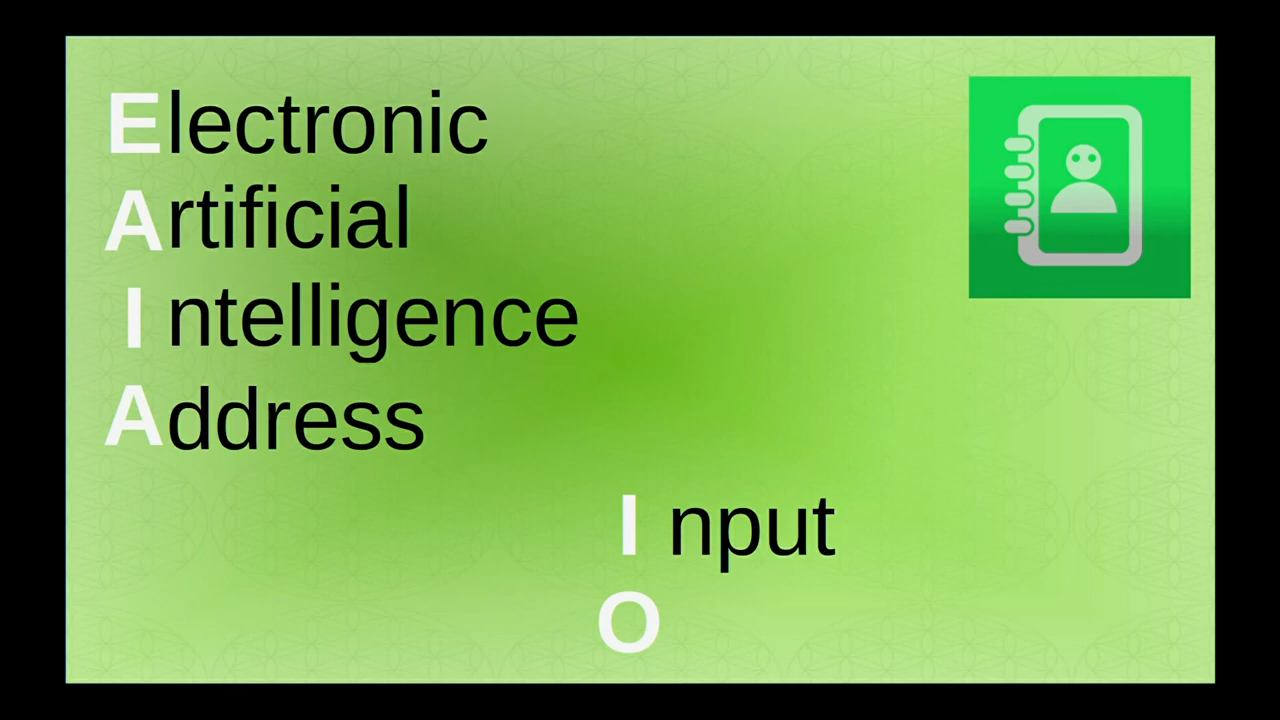 Electronic
Artificial
Intelligence
Address
Input
O